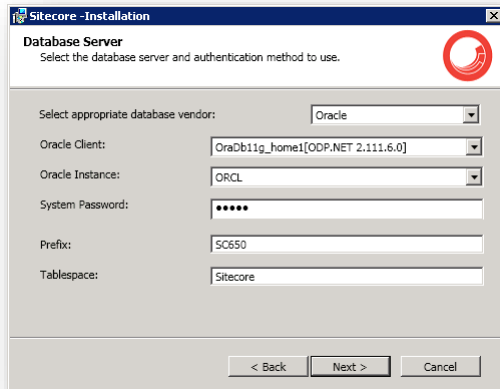 Sitecore -Installation
Database Server
Select the database server and authentication method to use.
Select appropriate database vendor: Oracle
Oracle Client: OraDb11g_home1[ODP.NET 2.111.6.0]
Oracle Instance: ORCL
System Password: •••••
Prefix: SC650
Tablespace: Sitecore
< Back Next > Cancel